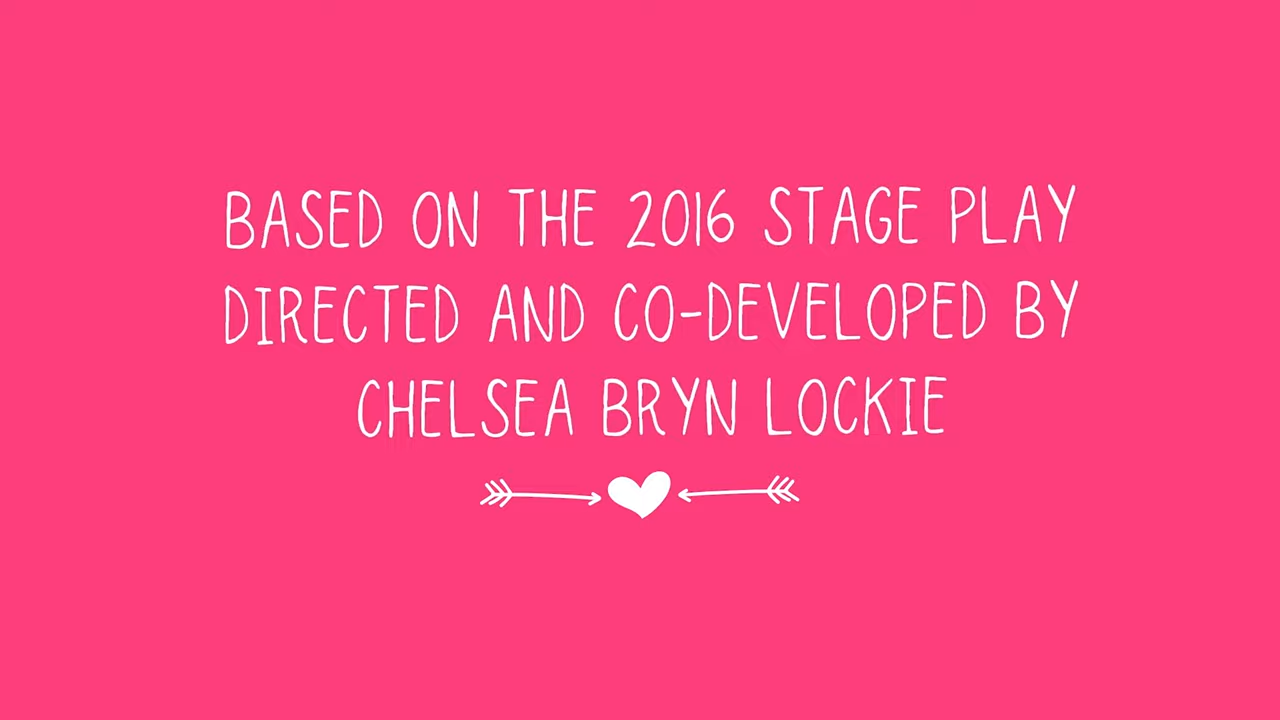 BASED ON THE 2016 STAGE PLAY
DIRECTED AND CO-DEVELOPED BY
CHELSEA BRYN LOCKIE